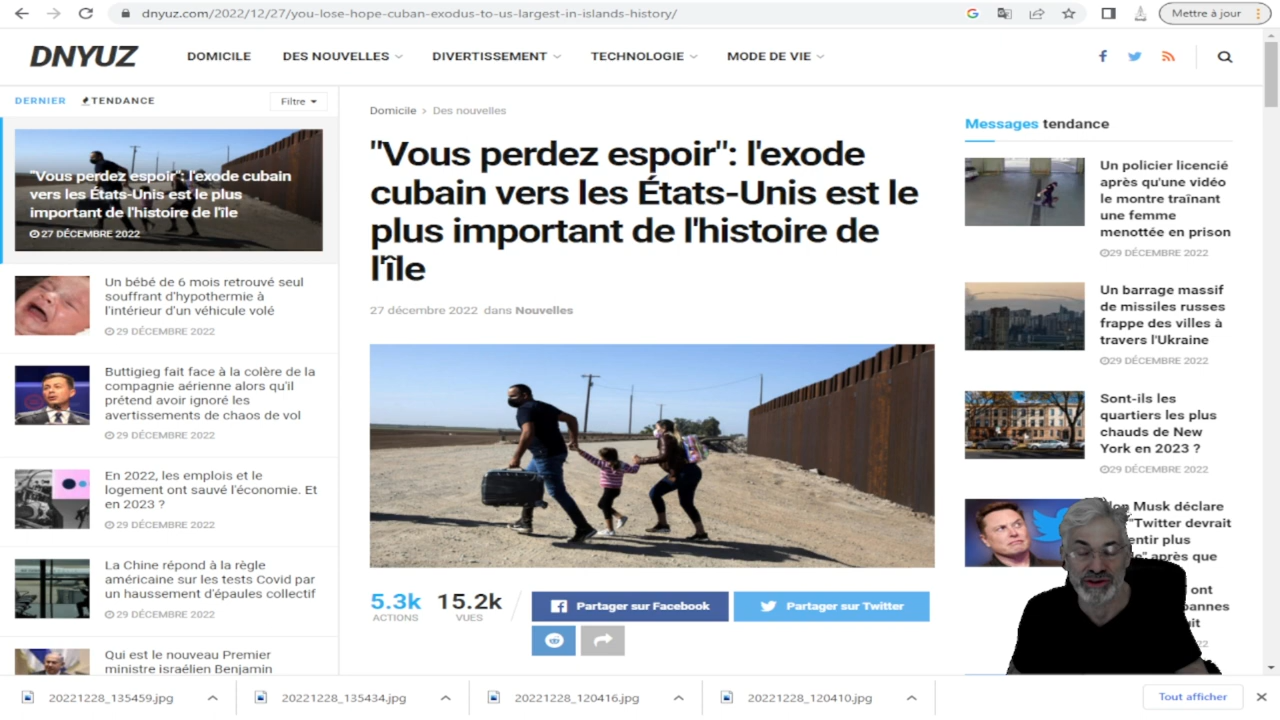 dnyuz.com/2022/12/27/you-lose-hope-cuban-exodus-to-us-largest-in-islands-history/
Mettre à jour
DNYUZ
DOMICILE
DES NOUVELLES
DIVERTISSEMENT
TECHNOLOGIE
MODE DE VIE
DERNIER
TENDANCE
Filtre
"Vous perdez espoir": l'exode cubain
vers les États-Unis est le plus
important de l'histoire de l'île
27 DÉCEMBRE 2022
Un bébé de 6 mois retrouvé seul
souffrant d'hypothermie à
l'intérieur d'un véhicule volé
29 DÉCEMBRE 2022
Buttigieg fait face à la colère de la
compagnie aérienne alors qu'il
prétend avoir ignoré les
avertissements de chaos de vol
29 DÉCEMBRE 2022
En 2022, les emplois et le
logement ont sauvé l'économie. Et
en 2023 ?
29 DÉCEMBRE 2022
La Chine répond à la règle
américaine sur les tests Covid par
un haussement d'épaules collectif
29 DÉCEMBRE 2022
Qui est le nouveau Premier
ministre israélien Benjamin
Domicile > Des nouvelles
"Vous perdez espoir": l'exode
cubain vers les États-Unis est le
plus important de l'histoire de
l'île
27 décembre 2022 dans Nouvelles
5.3k
ACTIONS
15.2k
VUES
Partager sur Facebook
Partager sur Twitter
Messages tendance
Un policier licencié
après qu'une vidéo
le montre traînant
une femme
menottée en prison
29 DÉCEMBRE 2022
Un barrage massif
de missiles russes
frappe des villes à
travers l'Ukraine
29 DÉCEMBRE 2022
Sont-ils les
quartiers les plus
chauds de New
York en 2023 ?
29 DÉCEMBRE 2022
Musk déclare
"Twitter devrait
plus
après que
ont
20221228_135459.jpg
20221228_135434.jpg
20221228_120416.jpg
20221228_120410.jpg
Tout afficher